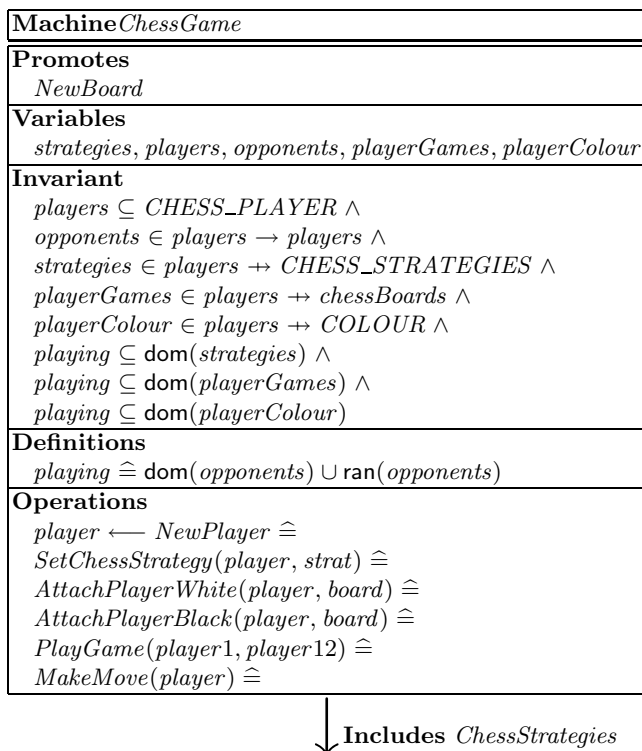 Machine ChessGame
Promotes
NewBoard
Variables
strategies, players, opponents, playerGames, playerColour
Invariant
players ⊆ CHESS_PLAYER ∧
opponents ∈ players → players ∧
strategies ∈ players ⇸ CHESS_STRATEGIES ∧
playerGames ∈ players ⇸ chessBoards ∧
playerColour ∈ players ⇸ COLOUR ∧
playing ⊆ dom(strategies) ∧
playing ⊆ dom(playerGames) ∧
playing ⊆ dom(playerColour)
Definitions
playing ≙ dom(opponents) ∪ ran(opponents)
Operations
player ⟵ NewPlayer ≙
SetChessStrategy(player, strat) ≙
AttachPlayerWhite(player, board) ≙
AttachPlayerBlack(player, board) ≙
PlayGame(player1, player12) ≙
MakeMove(player) ≙
Includes ChessStrategies